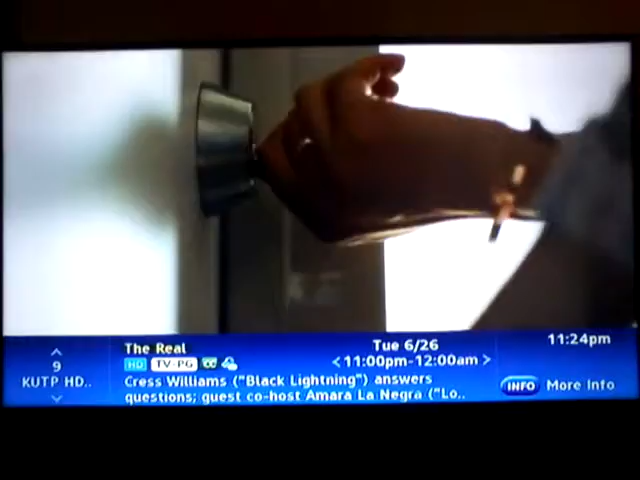 The Real
Tue 6/26
11:24pm
HD TV-PG
< 11:00pm-12:00am >
9
KUTP HD..
Cress Williams ("Black Lightning") answers
questions; guest co-host Amara La Negra ("Lo..
INFO More Info